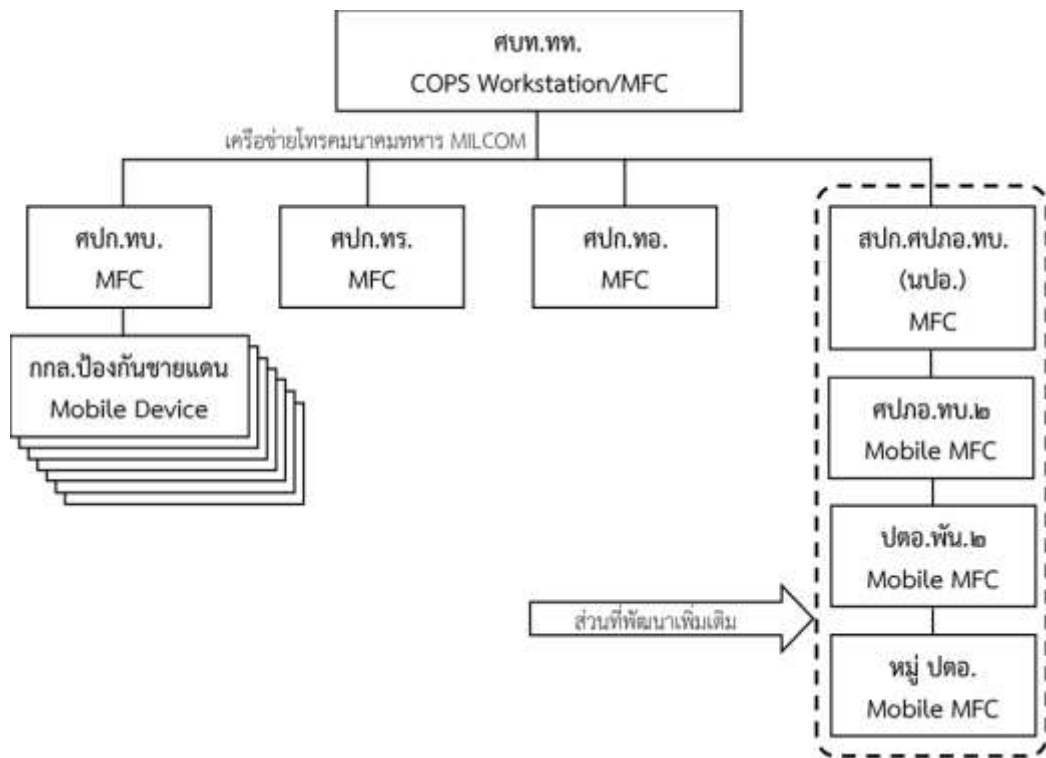 ศบท.ทท.
COPS Workstation/MFC
เครือข่ายโทรคมนาคมทหาร MILCOM
ศปก.ทบ.
MFC
ศปก.ทร.
MFC
ศปก.ทอ.
MFC
สปก.ศปภอ.ทบ.
(นปอ.)
MFC
กกล.ป้องกันชายแดน
Mobile Device
ศปภอ.ทบ.๒
Mobile MFC
ปตอ.พัน.๒
Mobile MFC
ส่วนที่พัฒนาเพิ่มเติม
หมู่ ปตอ.
Mobile MFC